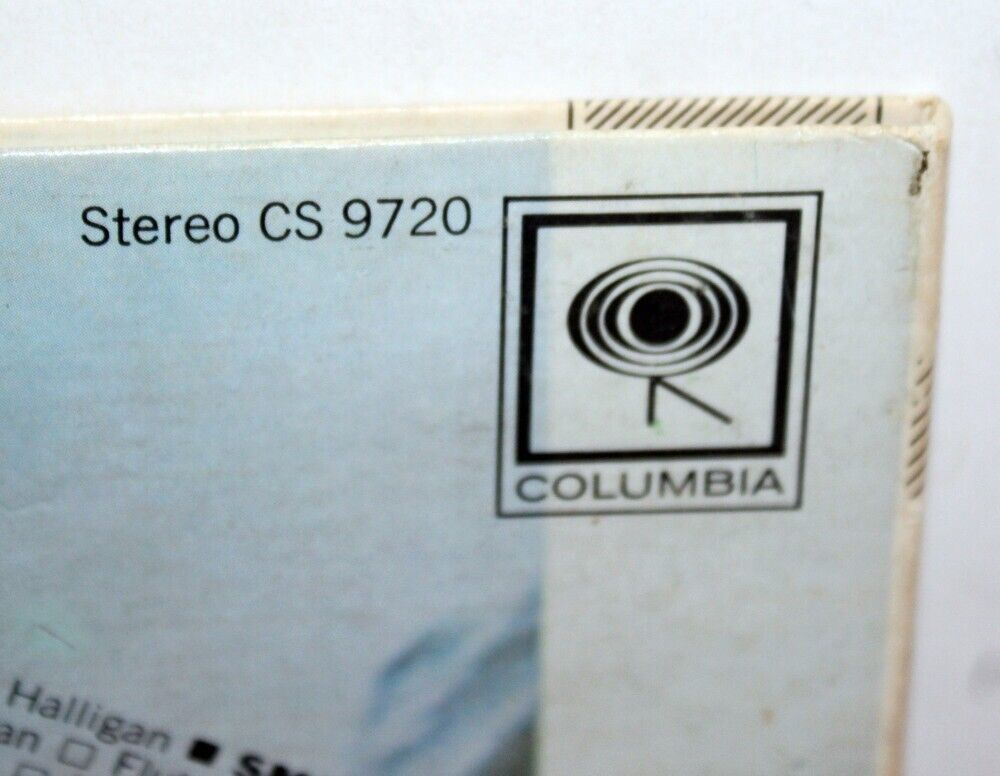 Stereo CS 9720
COLUMBIA
Halligan ■
□